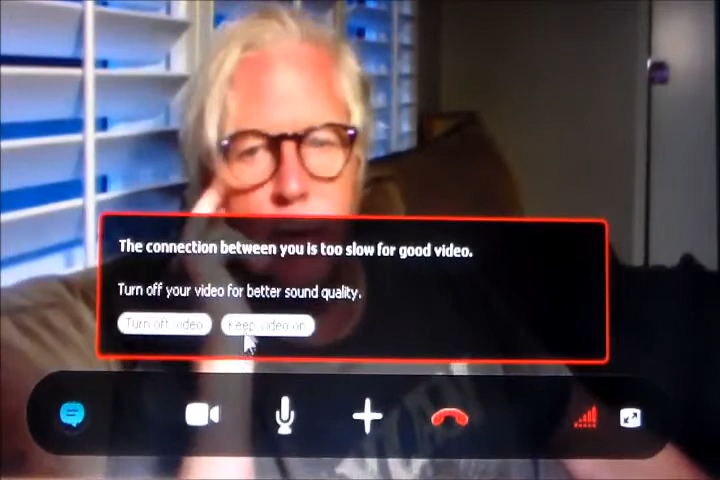 The connection between you is too slow for good video.
Turn off your video for better sound quality.
Turn off video Keep video on